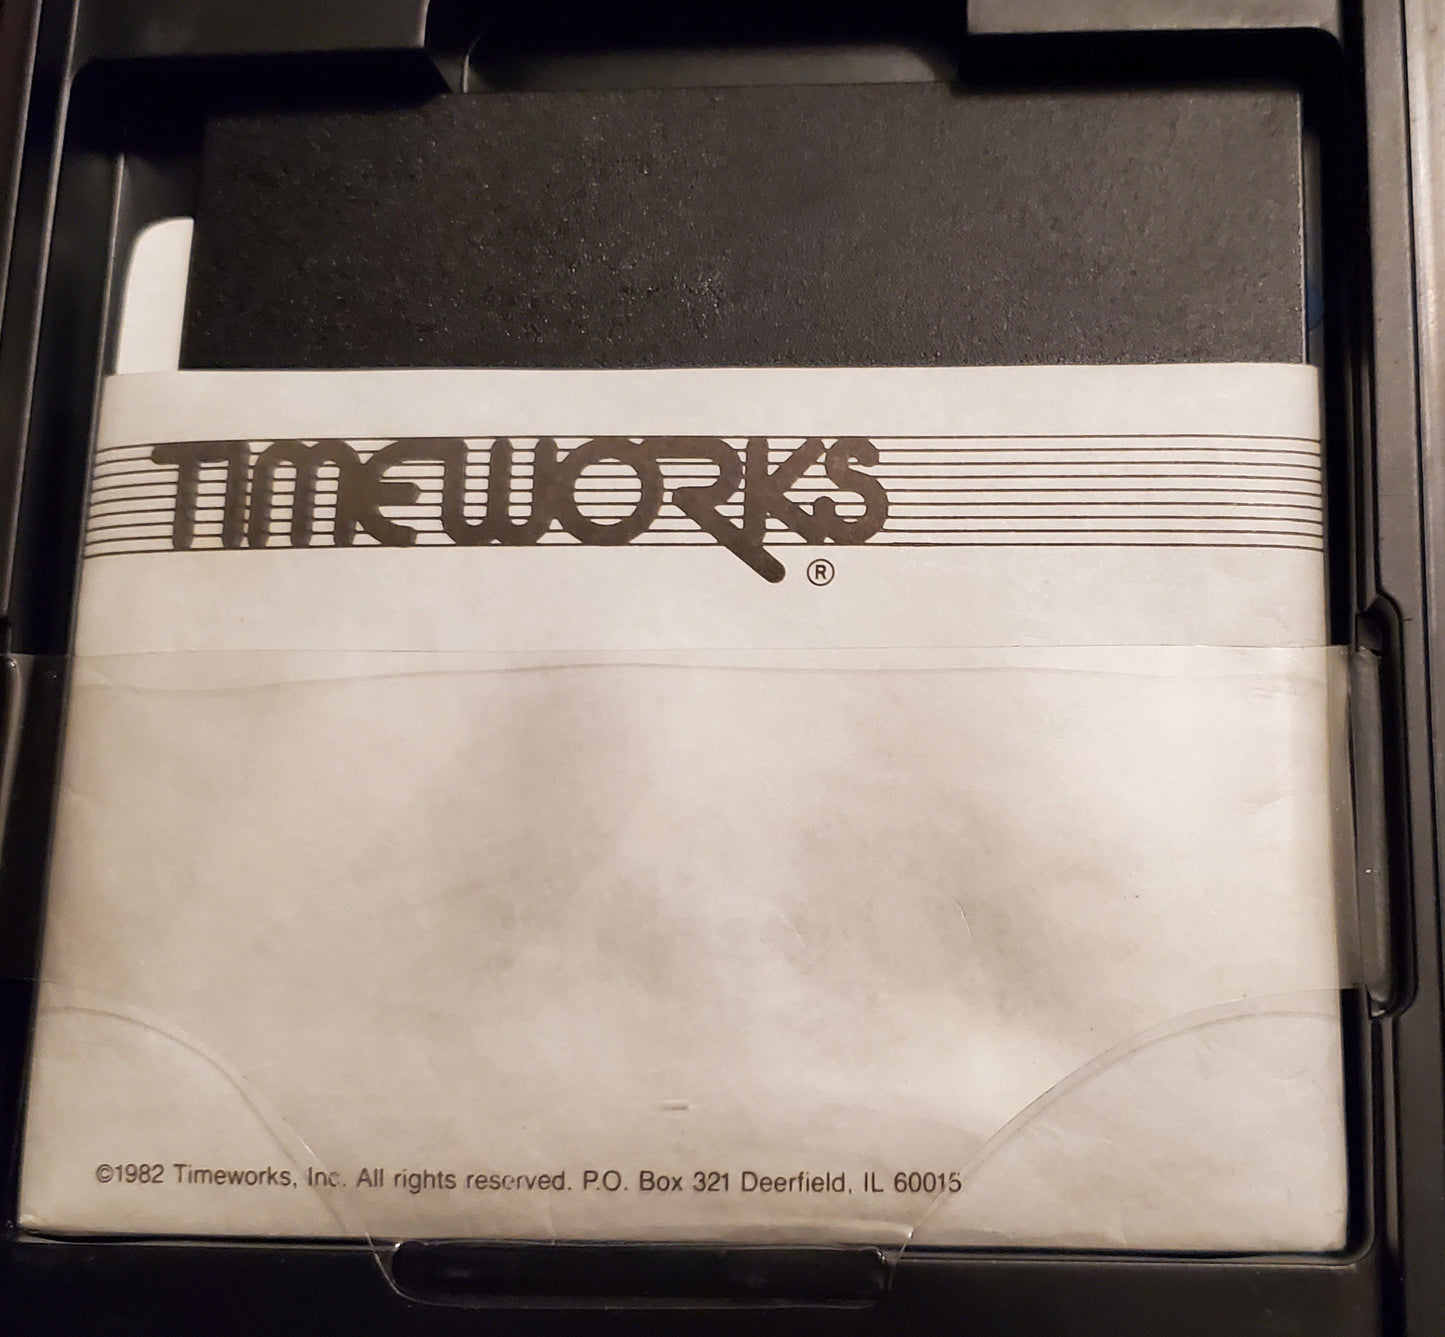 TIMEWORKS
®
©1982 Timeworks, Inc. All rights reserved. P.O. Box 321 Deerfield, IL 60015